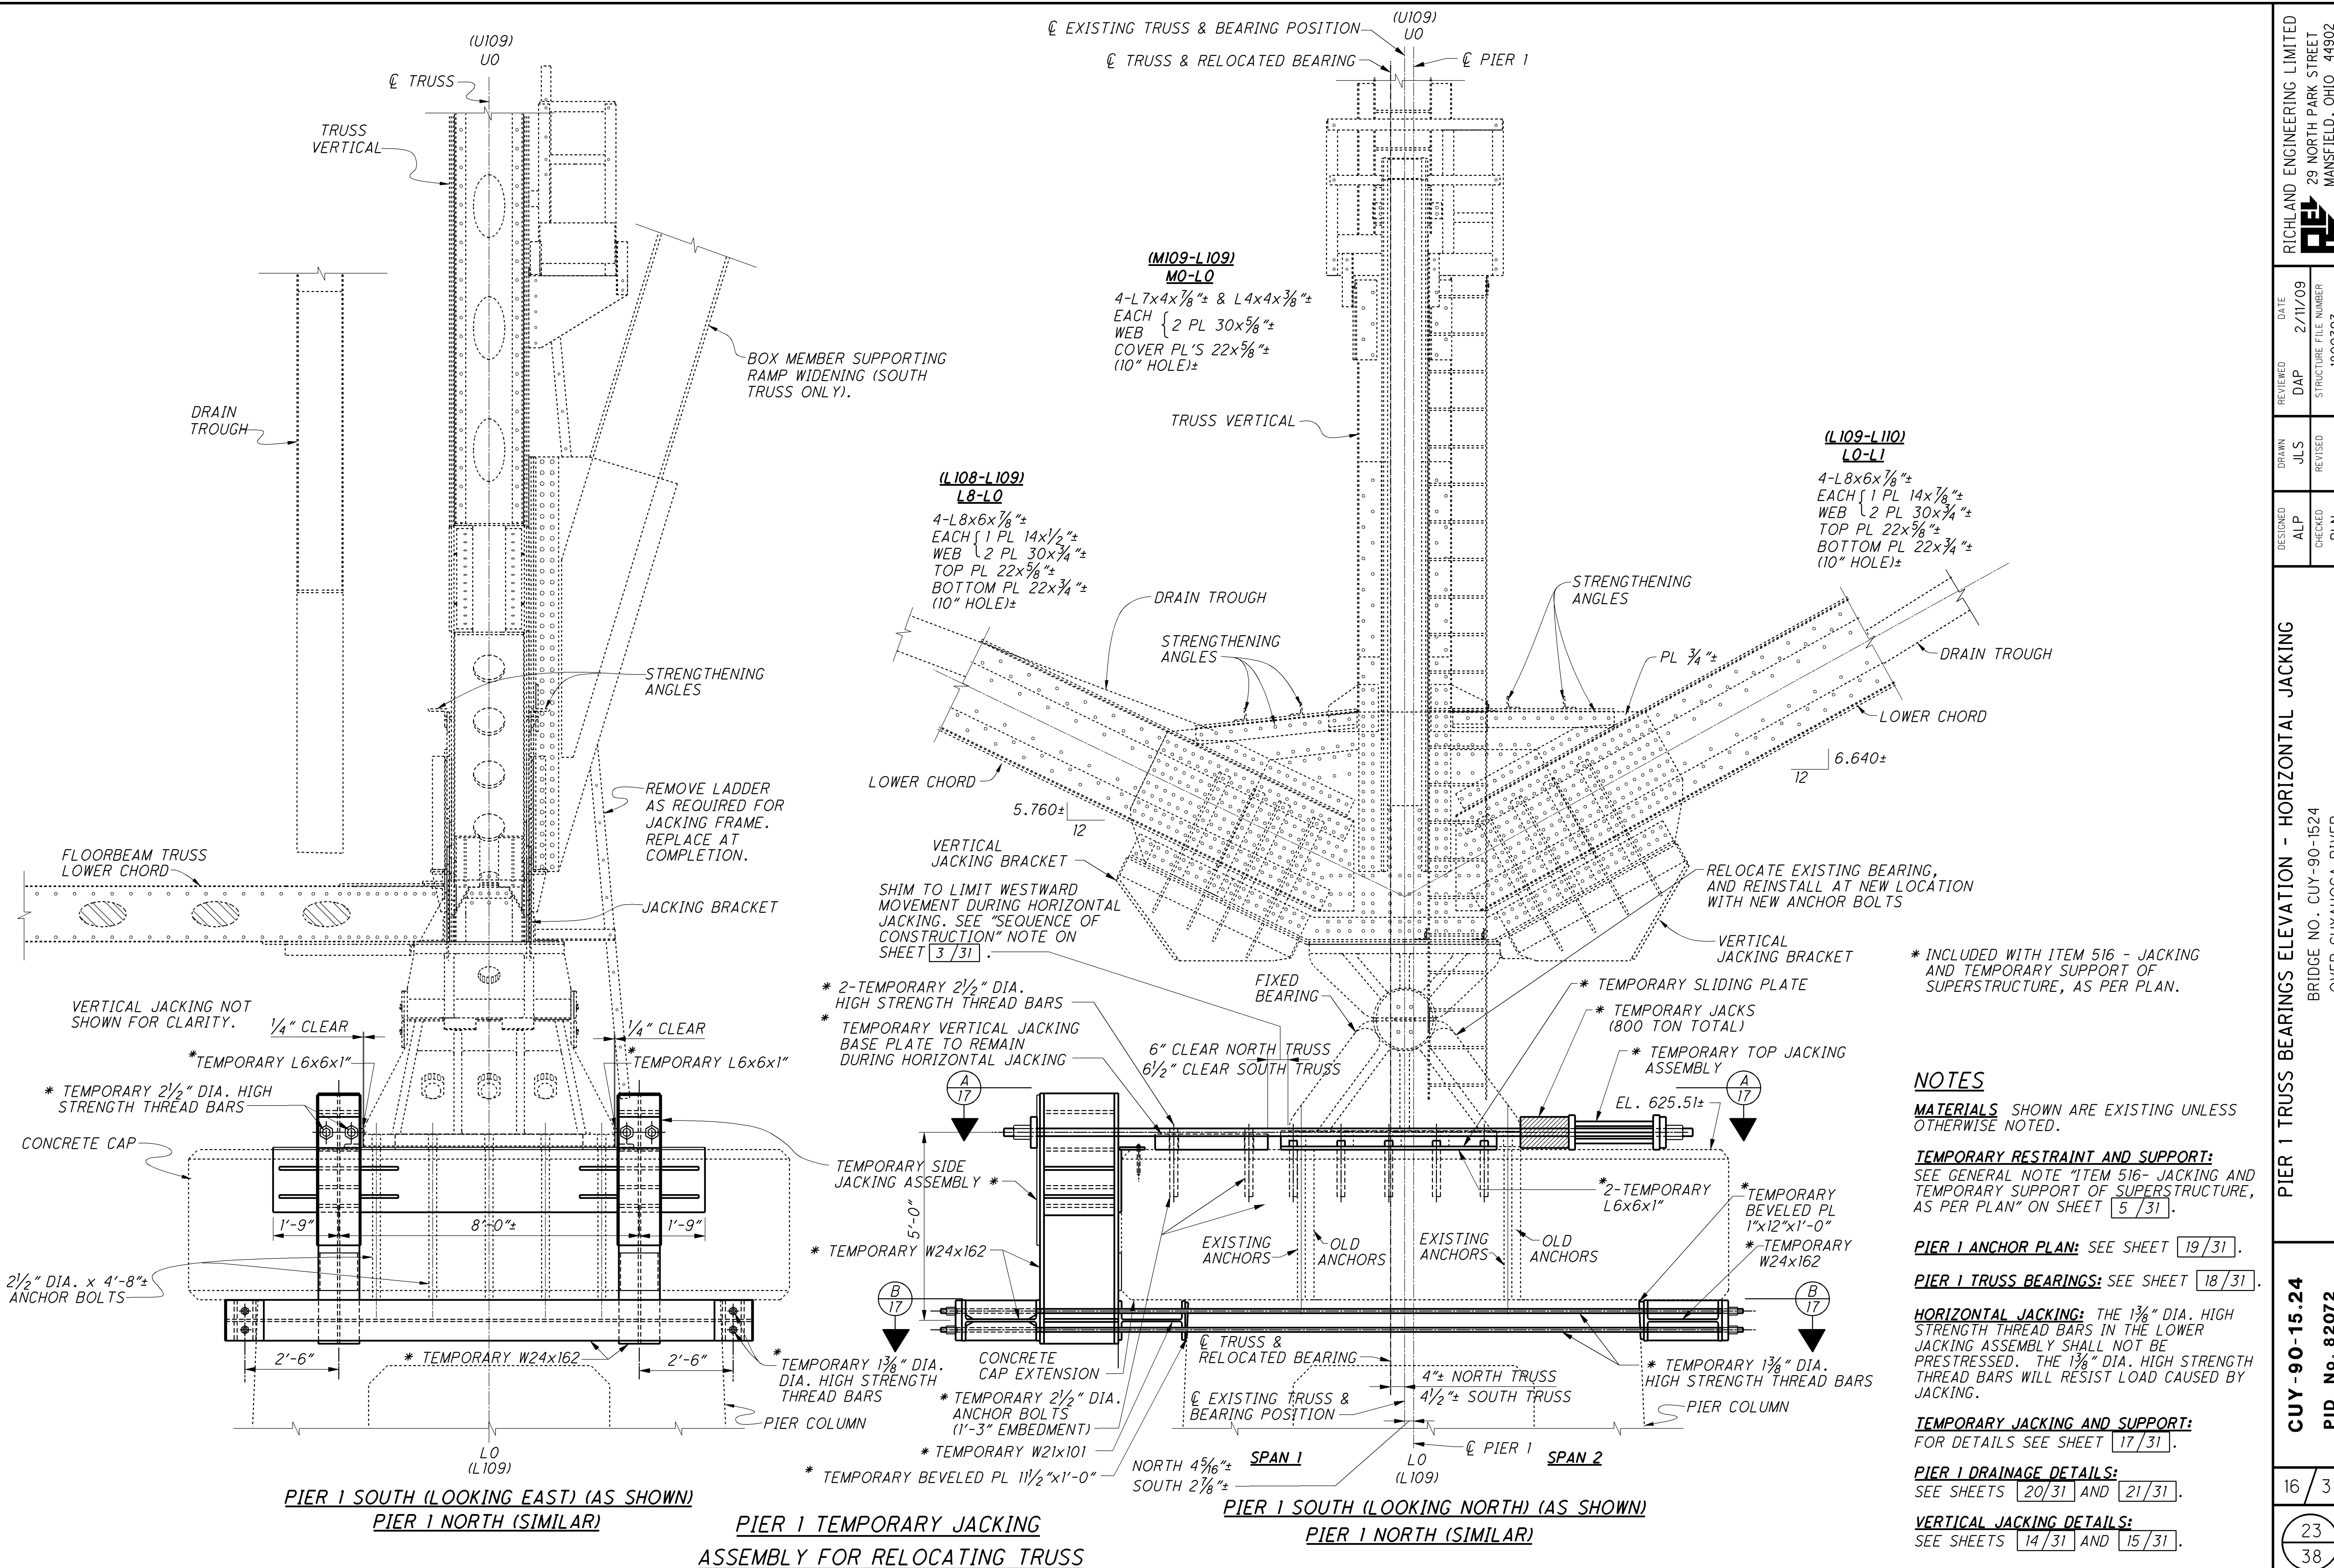 (U109)
U0
℄ TRUSS
TRUSS
VERTICAL
DRAIN
TROUGH
BOX MEMBER SUPPORTING
RAMP WIDENING (SOUTH
TRUSS ONLY).
STRENGTHENING
ANGLES
REMOVE LADDER
AS REQUIRED FOR
JACKING FRAME.
REPLACE AT
COMPLETION.
FLOORBEAM TRUSS
LOWER CHORD
JACKING BRACKET
VERTICAL JACKING NOT
SHOWN FOR CLARITY.
1/4" CLEAR
1/4" CLEAR
* TEMPORARY L6x6x1"
* TEMPORARY L6x6x1"
* TEMPORARY 2 1/2" DIA. HIGH
STRENGTH THREAD BARS
CONCRETE CAP
TEMPORARY SIDE
JACKING ASSEMBLY *
1'-9"
8'-0"±
1'-9"
2 1/2" DIA. x 4'-8"±
ANCHOR BOLTS
2'-6"
* TEMPORARY W24x162
2'-6"
* TEMPORARY 1 3/8" DIA.
DIA. HIGH STRENGTH
THREAD BARS
PIER COLUMN
L0
(L109)
PIER 1 SOUTH (LOOKING EAST) (AS SHOWN)
PIER 1 NORTH (SIMILAR)
PIER 1 TEMPORARY JACKING
ASSEMBLY FOR RELOCATING TRUSS
(U109)
U0
℄ EXISTING TRUSS & BEARING POSITION
℄ TRUSS & RELOCATED BEARING
℄ PIER 1
(M109-L109)
M0-L0
4-L7x4x7/8"± & L4x4x3/8"±
EACH
WEB { 2 PL 30x5/8"±
COVER PL'S 22x5/8"±
(10" HOLE)±
TRUSS VERTICAL
(L108-L109)
L8-L0
4-L8x6x7/8"±
EACH { 1 PL 14x1/2"±
WEB 2 PL 30x3/4"±
TOP PL 22x5/8"±
BOTTOM PL 22x3/4"±
(10" HOLE)±
(L109-L110)
L0-L1
4-L8x6x7/8"±
EACH { 1 PL 14x7/8"±
WEB 2 PL 30x3/4"±
TOP PL 22x5/8"±
BOTTOM PL 22x3/4"±
(10" HOLE)±
DRAIN TROUGH
STRENGTHENING
ANGLES
STRENGTHENING
ANGLES
PL 3/4"±
DRAIN TROUGH
LOWER CHORD
6.640±
12
LOWER CHORD
5.760±
12
VERTICAL
JACKING BRACKET
SHIM TO LIMIT WESTWARD
MOVEMENT DURING HORIZONTAL
JACKING. SEE "SEQUENCE OF
CONSTRUCTION" NOTE ON
SHEET 3/31 .
RELOCATE EXISTING BEARING,
AND REINSTALL AT NEW LOCATION
WITH NEW ANCHOR BOLTS
VERTICAL
JACKING BRACKET
* 2-TEMPORARY 2 1/2" DIA.
HIGH STRENGTH THREAD BARS
* TEMPORARY VERTICAL JACKING
BASE PLATE TO REMAIN
DURING HORIZONTAL JACKING
FIXED
BEARING
6" CLEAR NORTH TRUSS
6 1/2" CLEAR SOUTH TRUSS
* TEMPORARY SLIDING PLATE
* TEMPORARY JACKS
(800 TON TOTAL)
* TEMPORARY TOP JACKING
ASSEMBLY
A
17
A
17
EL. 625.51±
5'-0"
* TEMPORARY W24x162
EXISTING
ANCHORS
OLD
ANCHORS
EXISTING
ANCHORS
OLD
ANCHORS
* 2-TEMPORARY
L6x6x1"
* TEMPORARY
BEVELED PL
1"x12"x1'-0"
* TEMPORARY
W24x162
B
17
B
17
CONCRETE
CAP EXTENSION
℄ TRUSS &
RELOCATED BEARING
4"± NORTH TRUSS
4 1/2"± SOUTH TRUSS
* TEMPORARY 1 3/8" DIA.
HIGH STRENGTH THREAD BARS
* TEMPORARY 2 1/2" DIA.
ANCHOR BOLTS
(1'-3" EMBEDMENT)
℄ EXISTING TRUSS &
BEARING POSITION
PIER COLUMN
* TEMPORARY W21x101
* TEMPORARY BEVELED PL 11 1/2"x1'-0"
NORTH 4 5/16"±
SOUTH 2 7/8"±
SPAN 1
℄ PIER 1
SPAN 2
L0
(L109)
PIER 1 SOUTH (LOOKING NORTH) (AS SHOWN)
PIER 1 NORTH (SIMILAR)
* INCLUDED WITH ITEM 516 - JACKING
AND TEMPORARY SUPPORT OF
SUPERSTRUCTURE, AS PER PLAN.
NOTES
MATERIALS SHOWN ARE EXISTING UNLESS
OTHERWISE NOTED.
TEMPORARY RESTRAINT AND SUPPORT:
SEE GENERAL NOTE "ITEM 516- JACKING AND
TEMPORARY SUPPORT OF SUPERSTRUCTURE,
AS PER PLAN" ON SHEET 5/31 .
PIER 1 ANCHOR PLAN: SEE SHEET 19/31 .
PIER 1 TRUSS BEARINGS: SEE SHEET 18/31 .
HORIZONTAL JACKING: THE 1 3/8" DIA. HIGH
STRENGTH THREAD BARS IN THE LOWER
JACKING ASSEMBLY SHALL NOT BE
PRESTRESSED. THE 1 3/8" DIA. HIGH STRENGTH
THREAD BARS WILL RESIST LOAD CAUSED BY
JACKING.
TEMPORARY JACKING AND SUPPORT:
FOR DETAILS SEE SHEET 17/31 .
PIER 1 DRAINAGE DETAILS:
SEE SHEETS 20/31 AND 21/31 .
VERTICAL JACKING DETAILS:
SEE SHEETS 14/31 AND 15/31 .
RICHLAND ENGINEERING LIMITED
29 NORTH PARK STREET
MANSFIELD, OHIO 44902
REL
DESIGNED
ALP
DRAWN
JLS
REVIEWED
DAP
DATE
2/11/09
CHECKED
REVISED
STRUCTURE FILE NUMBER
PIER 1 TRUSS BEARINGS ELEVATION - HORIZONTAL JACKING
BRIDGE NO. CUY-90-1524
CUY-90-15.24
PID No. 82072
16 / 3
23
38